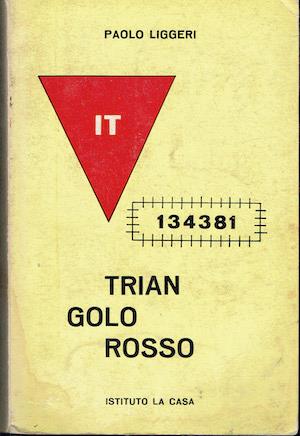 PAOLO LIGGERI
IT
134381
TRIAN
GOLO
ROSSO
ISTITUTO LA CASA